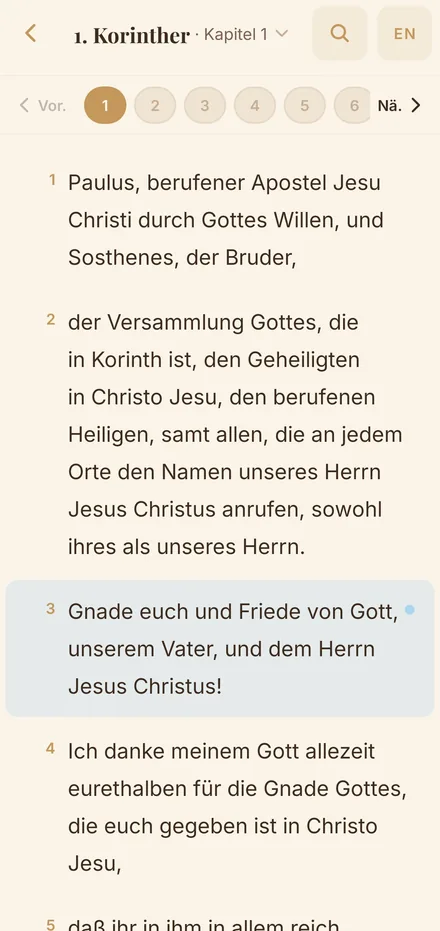 1. Korinther · Kapitel 1
EN
Vor. 1 2 3 4 5 6 Nä.
1 Paulus, berufener Apostel Jesu
Christi durch Gottes Willen, und
Sosthenes, der Bruder,
2 der Versammlung Gottes, die
in Korinth ist, den Geheiligten
in Christo Jesu, den berufenen
Heiligen, samt allen, die an jedem
Orte den Namen unseres Herrn
Jesus Christus anrufen, sowohl
ihres als unseres Herrn.
3 Gnade euch und Friede von Gott,
unserem Vater, und dem Herrn
Jesus Christus!
4 Ich danke meinem Gott allezeit
eurethalben für die Gnade Gottes,
die euch gegeben ist in Christo
Jesu,
5 daß ihr in ihm in allem reich